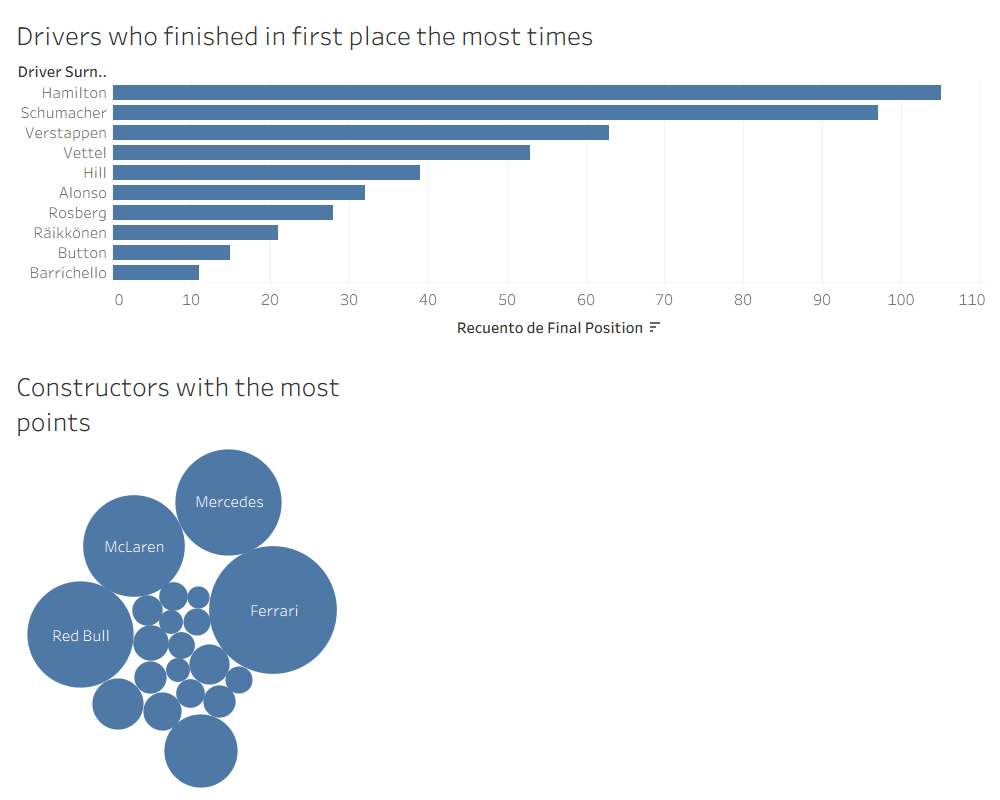 Drivers who finished in first place the most times
Driver Surn..
Hamilton
Schumacher
Verstappen
Vettel
Hill
Alonso
Rosberg
Räikkönen
Button
Barrichello
0 10 20 30 40 50 60 70 80 90 100 110
Recuento de Final Position
Constructors with the most
points
Mercedes
McLaren
Ferrari
Red Bull